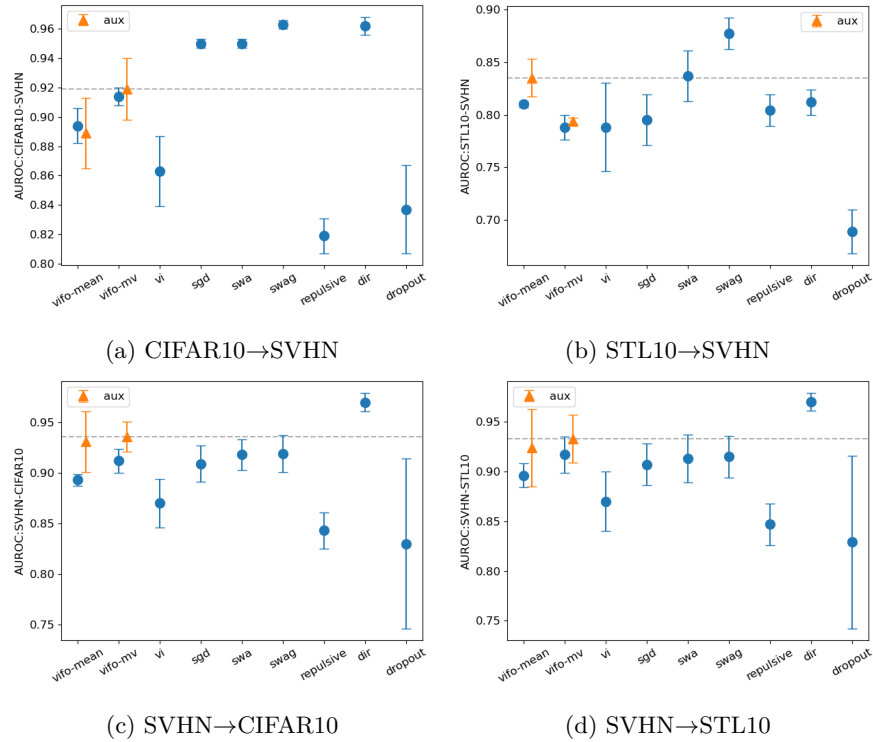 aux
AUROC:CIFAR10-SVHN
0.96
0.94
0.92
0.90
0.88
0.86
0.84
0.82
0.80
vifo-mean
vifo-mv
vi
sgd
swa
swag
repulsive
dir
dropout
(a) CIFAR10→SVHN
aux
AUROC:STL10-SVHN
0.90
0.85
0.80
0.75
0.70
vifo-mean
vifo-mv
vi
sgd
swa
swag
repulsive
dir
dropout
(b) STL10→SVHN
aux
AUROC:SVHN-CIFAR10
0.95
0.90
0.85
0.80
0.75
vifo-mean
vifo-mv
vi
sgd
swa
swag
repulsive
dir
dropout
(c) SVHN→CIFAR10
aux
AUROC:SVHN-STL10
0.95
0.90
0.85
0.80
0.75
vifo-mean
vifo-mv
vi
sgd
swa
swag
repulsive
dir
dropout
(d) SVHN→STL10